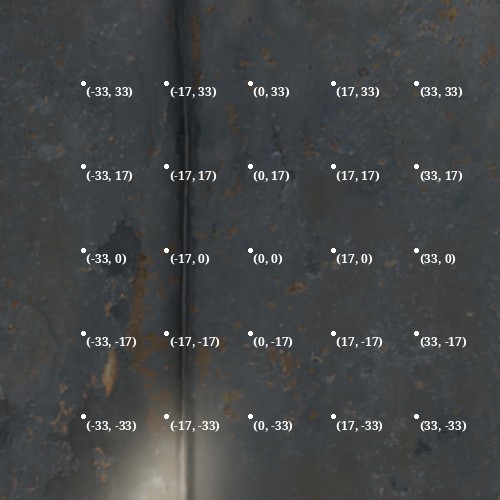 (-33, 33) (-17, 33) (0, 33) (17, 33) (33, 33)
(-33, 17) (-17, 17) (0, 17) (17, 17) (33, 17)
(-33, 0) (-17, 0) (0, 0) (17, 0) (33, 0)
(-33, -17) (-17, -17) (0, -17) (17, -17) (33, -17)
(-33, -33) (-17, -33) (0, -33) (17, -33) (33, -33)